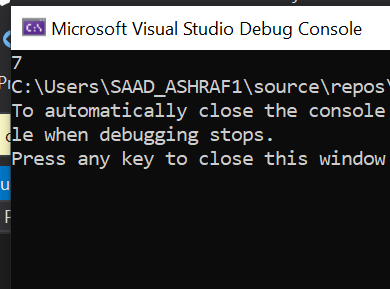 Microsoft Visual Studio Debug Console
7
C:\Users\SAAD_ASHRAF1\source\repos\
To automatically close the console
le when debugging stops.
Press any key to close this window